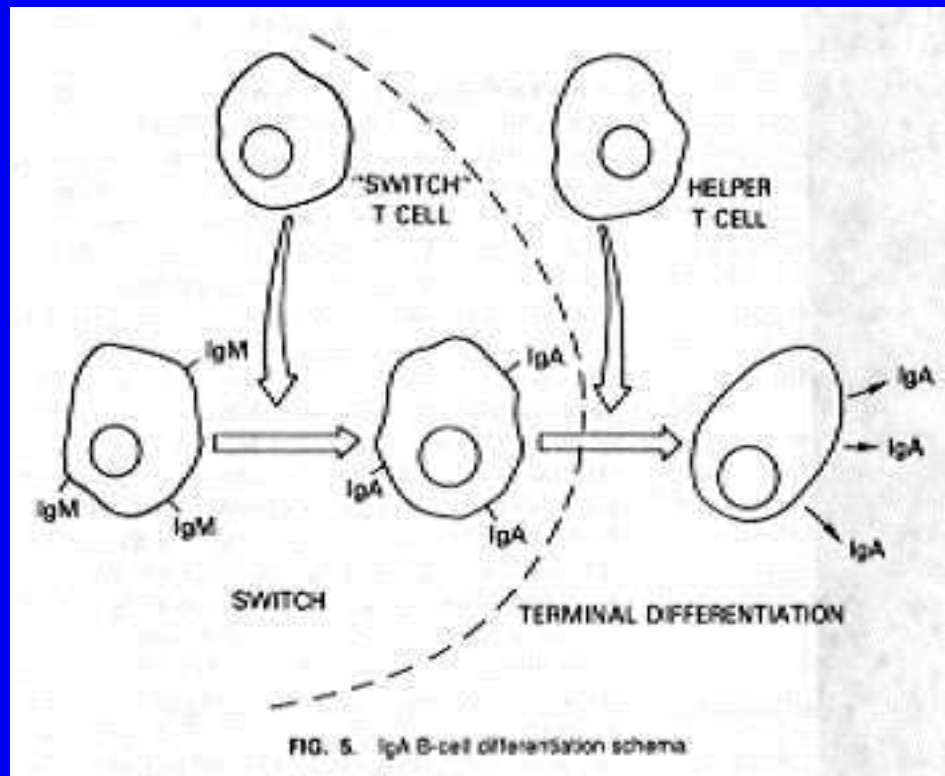 "SWITCH"
T CELL
HELPER
T CELL
IgM
IgM
IgM
IgA
IgA
IgA
IgA
IgA
IgA
SWITCH
TERMINAL DIFFERENTIATION
FIG. 5. IgA B-cell differentiation schema